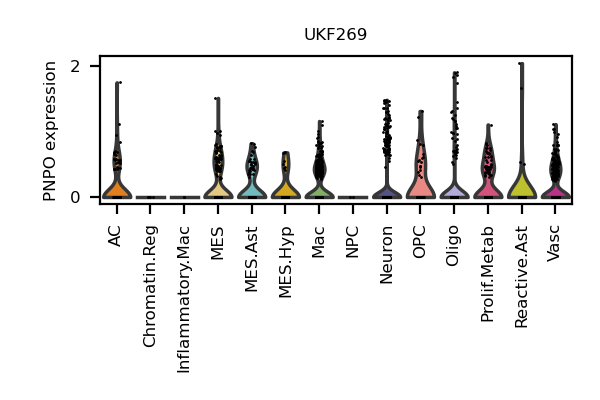 UKF269
PNPO expression
2
0
AC
Chromatin.Reg
Inflammatory.Mac
MES
MES.Ast
MES.Hyp
Mac
NPC
Neuron
OPC
Oligo
Prolif.Metab
Reactive.Ast
Vasc